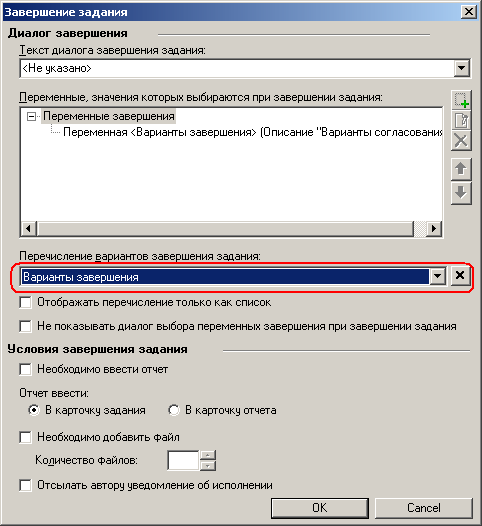 Завершение задания
Диалог завершения
Текст диалога завершения задания:
<Не указано>
Переменные, значения которых выбираются при завершении задания:
Переменные завершения
Переменная <Варианты завершения> (Описание "Варианты согласования
Перечисление вариантов завершения задания:
Варианты завершения
Отображать перечисление только как список
Не показывать диалог выбора переменных завершения при завершении задания
Условия завершения задания
Необходимо ввести отчет
Отчет ввести:
В карточку задания В карточку отчета
Необходимо добавить файл
Количество файлов:
Отсылать автору уведомление об исполнении
OK Cancel